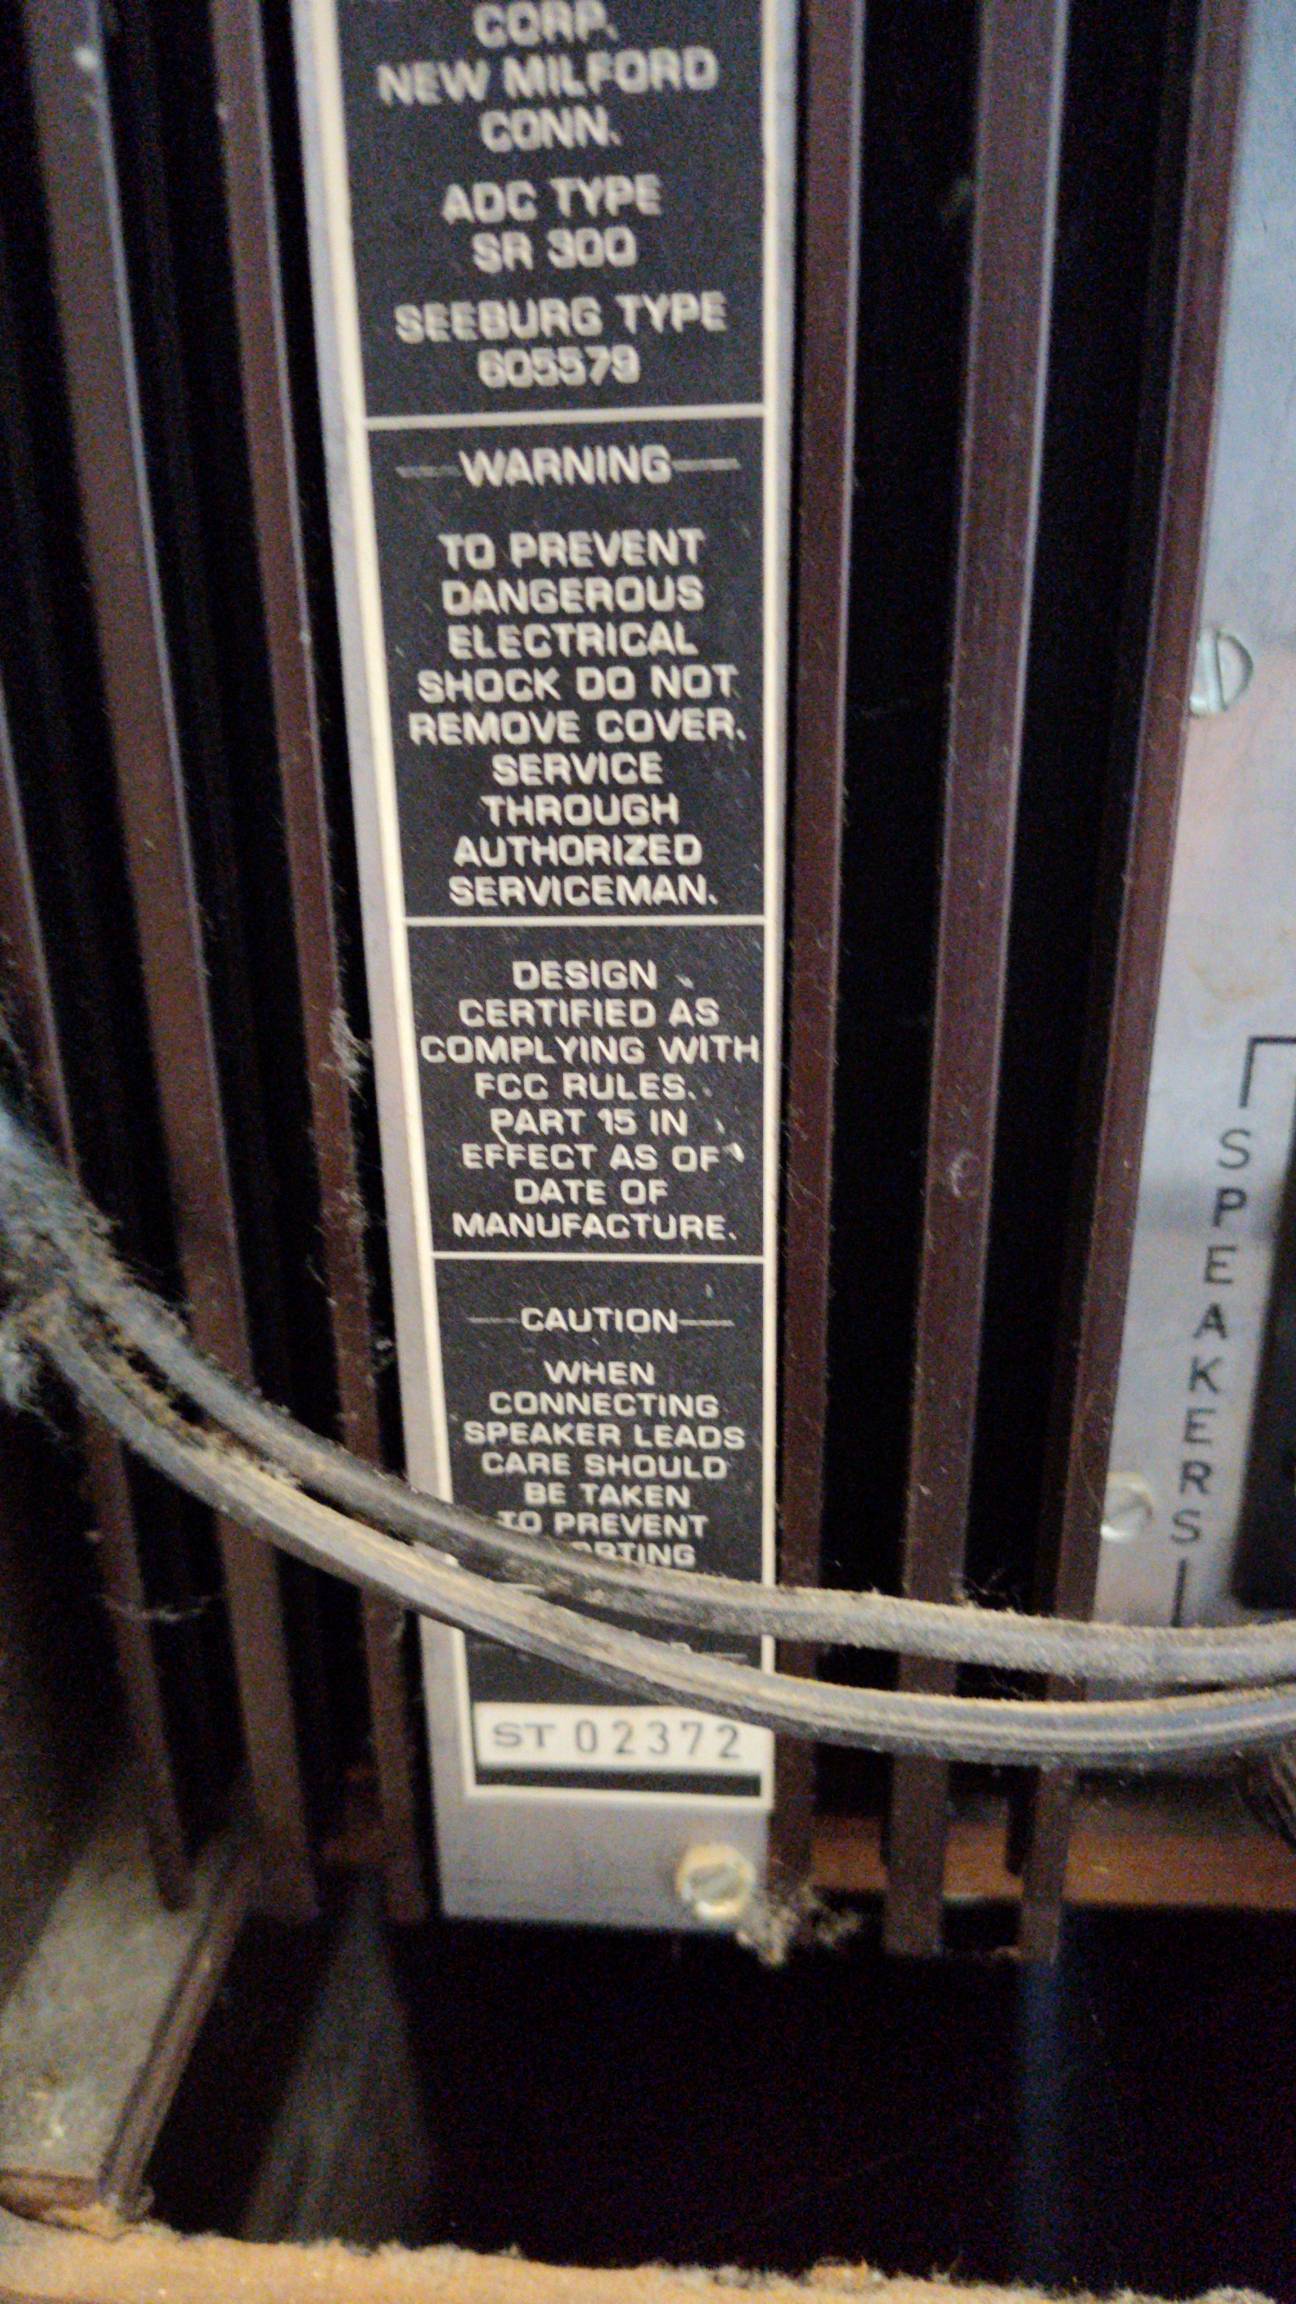 CORP.
NEW MILFORD
CONN.
ADC TYPE
SR 300
SEEBURG TYPE
605579
WARNING
TO PREVENT
DANGEROUS
ELECTRICAL
SHOCK DO NOT
REMOVE COVER.
SERVICE
THROUGH
AUTHORIZED
SERVICEMAN.
DESIGN
CERTIFIED AS
COMPLYING WITH
FCC RULES.
PART 15 IN
EFFECT AS OF
DATE OF
MANUFACTURE.
CAUTION
WHEN
CONNECTING
SPEAKER LEADS
CARE SHOULD
BE TAKEN
TO PREVENT
ST 02372
SPEAKERS